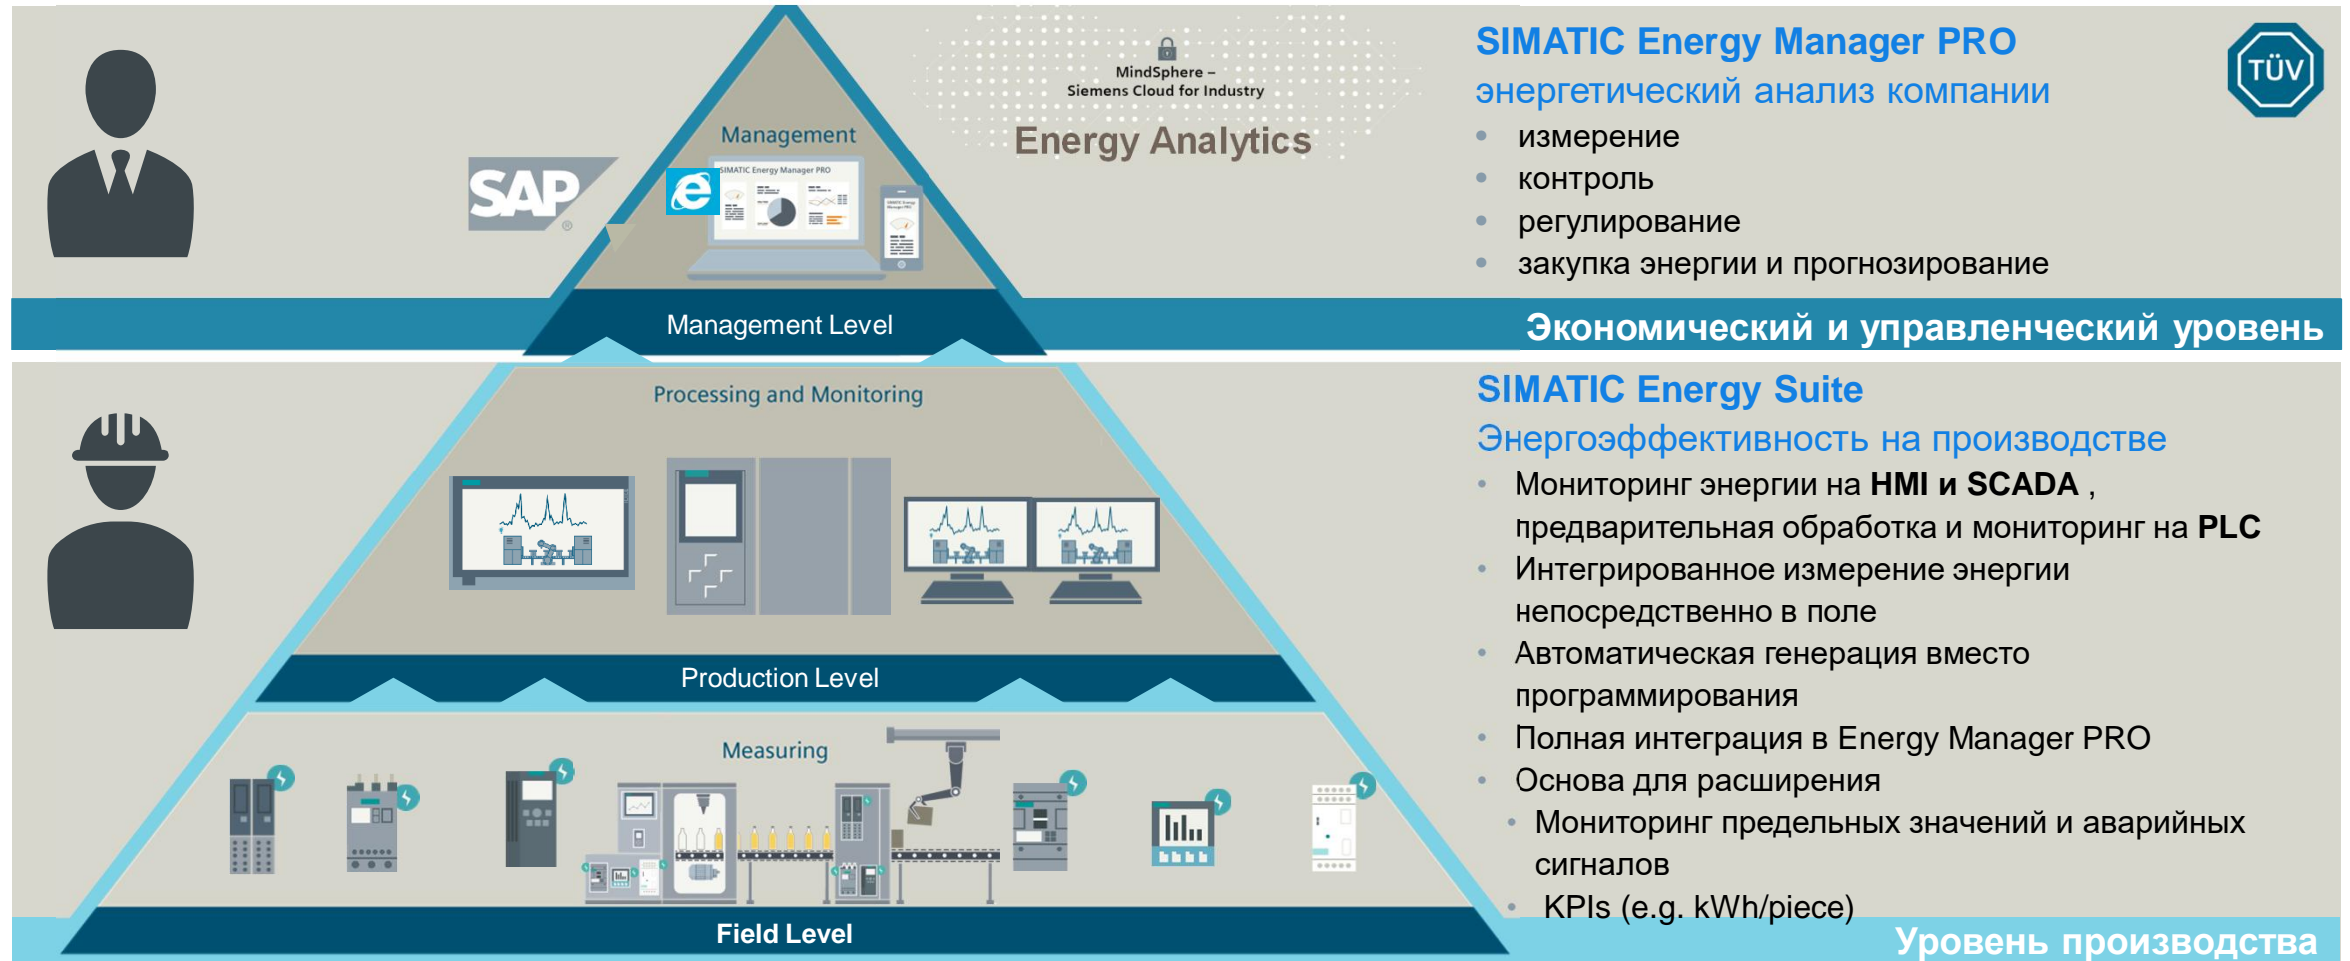 SIMATIC Energy Manager PRO
энергетический анализ компании
• измерение
• контроль
• регулирование
• закупка энергии и прогнозирование
TÜV
MindSphere –
Siemens Cloud for Industry
Energy Analytics
Management
SAP
®
SIMATIC Energy Manager PRO
SIMATIC Energy
Manager PRO
Management Level
Экономический и управленческий уровень
Processing and Monitoring
Production Level
Measuring
Field Level
SIMATIC Energy Suite
Энергоэффективность на производстве
• Мониторинг энергии на HMI и SCADA ,
предварительная обработка и мониторинг на PLC
• Интегрированное измерение энергии
непосредственно в поле
• Автоматическая генерация вместо
программирования
• Полная интеграция в Energy Manager PRO
• Основа для расширения
• Мониторинг предельных значений и аварийных
сигналов
• KPIs (e.g. kWh/piece)
Уровень производства